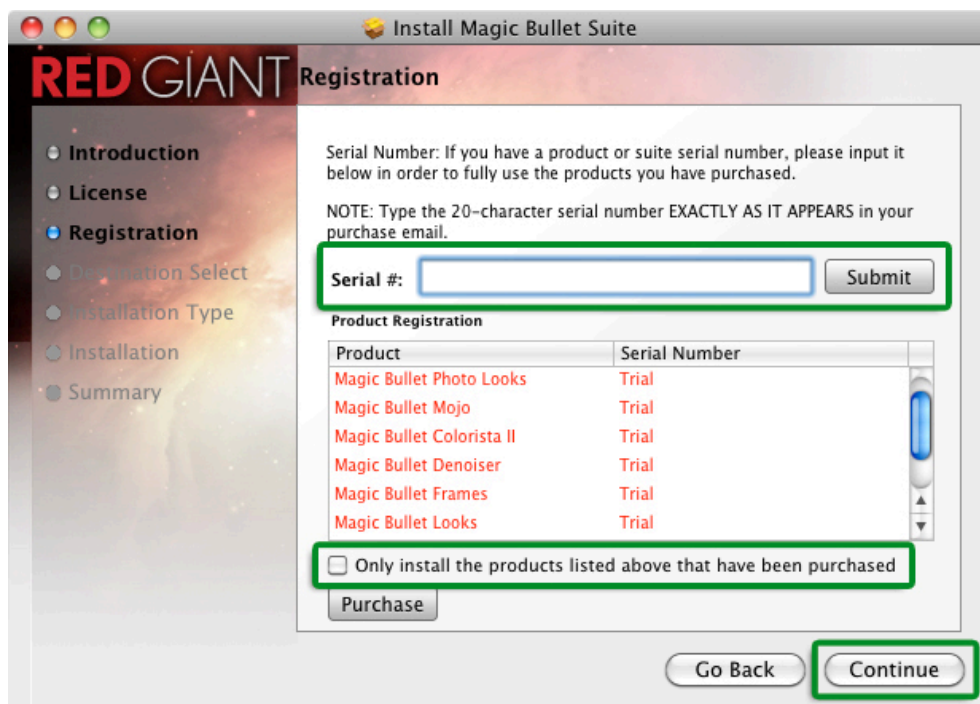 Install Magic Bullet Suite
RED GIANT
Registration
Introduction
License
Registration
Destination Select
Installation Type
Installation
Summary
Serial Number: If you have a product or suite serial number, please input it
below in order to fully use the products you have purchased.
NOTE: Type the 20-character serial number EXACTLY AS IT APPEARS in your
purchase email.
Serial #:
Submit
Product Registration
Product Serial Number
Magic Bullet Photo Looks Trial
Magic Bullet Mojo Trial
Magic Bullet Colorista II Trial
Magic Bullet Denoiser Trial
Magic Bullet Frames Trial
Magic Bullet Looks Trial
Only install the products listed above that have been purchased
Purchase
Go Back
Continue